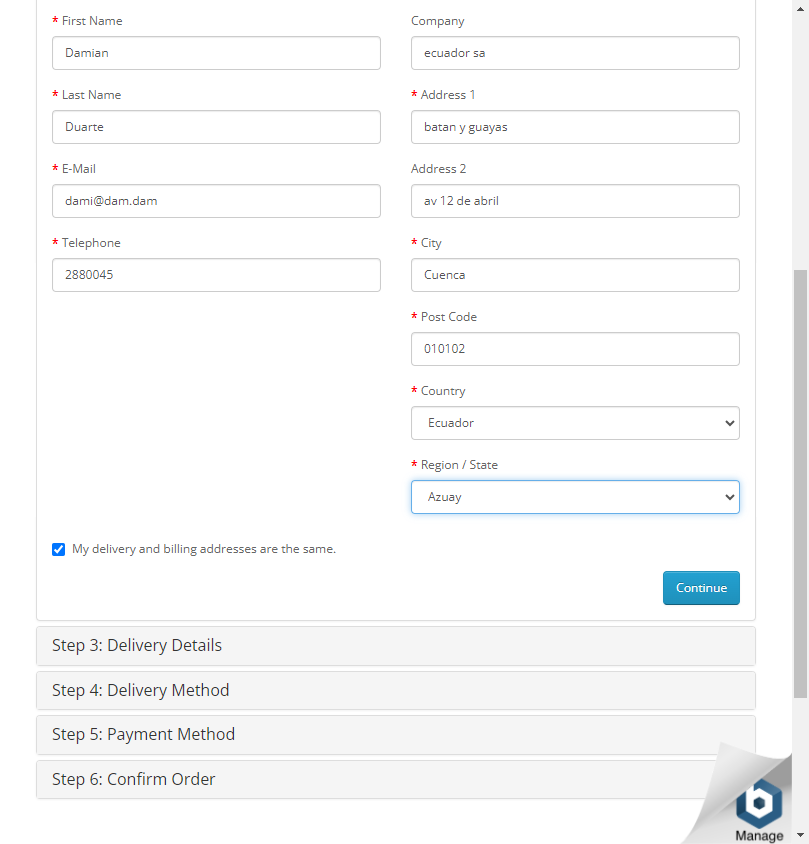 * First Name
Damian
* Last Name
Duarte
* E-Mail
dami@dam.dam
* Telephone
2880045
Company
ecuador sa
* Address 1
batan y guayas
Address 2
av 12 de abril
* City
Cuenca
* Post Code
010102
* Country
Ecuador
* Region / State
Azuay
My delivery and billing addresses are the same.
Continue
Step 3: Delivery Details
Step 4: Delivery Method
Step 5: Payment Method
Step 6: Confirm Order
b
Manage